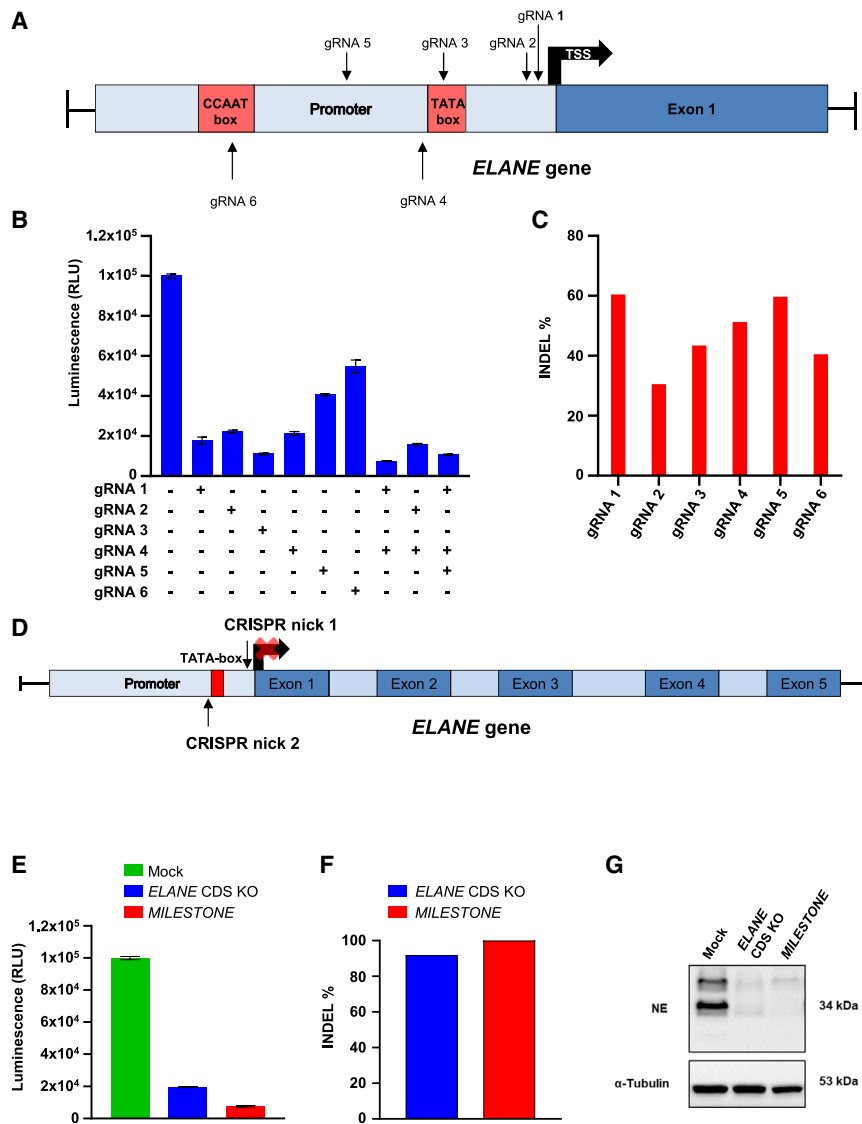 A
gRNA 1
gRNA 5
gRNA 3
gRNA 2
TSS
CCAAT box
Promoter
TATA box
Exon 1
ELANE gene
gRNA 6
gRNA 4
B
Luminescence (RLU)
1.2x10⁵
1x10⁵
8x10⁴
6x10⁴
4x10⁴
2x10⁴
0
gRNA 1 - + - - - - - + - +
gRNA 2 - - + - - - - - + -
gRNA 3 - - - + - - - - - -
gRNA 4 - - - - + - - + + +
gRNA 5 - - - - - + - - - +
gRNA 6 - - - - - - + - - -
C
INDEL %
80
60
40
20
0
gRNA 1 gRNA 2 gRNA 3 gRNA 4 gRNA 5 gRNA 6
D
CRISPR nick 1
TATA-box
Promoter
Exon 1 Exon 2 Exon 3 Exon 4 Exon 5
CRISPR nick 2
ELANE gene
E
Mock
ELANE CDS KO
MILESTONE
Luminescence (RLU)
1.2x10⁵
1x10⁵
8x10⁴
6x10⁴
4x10⁴
2x10⁴
0
F
ELANE CDS KO
MILESTONE
INDEL %
100
80
60
40
20
0
G
Mock
ELANE
CDS KO
MILESTONE
NE
34 kDa
α-Tubulin
53 kDa